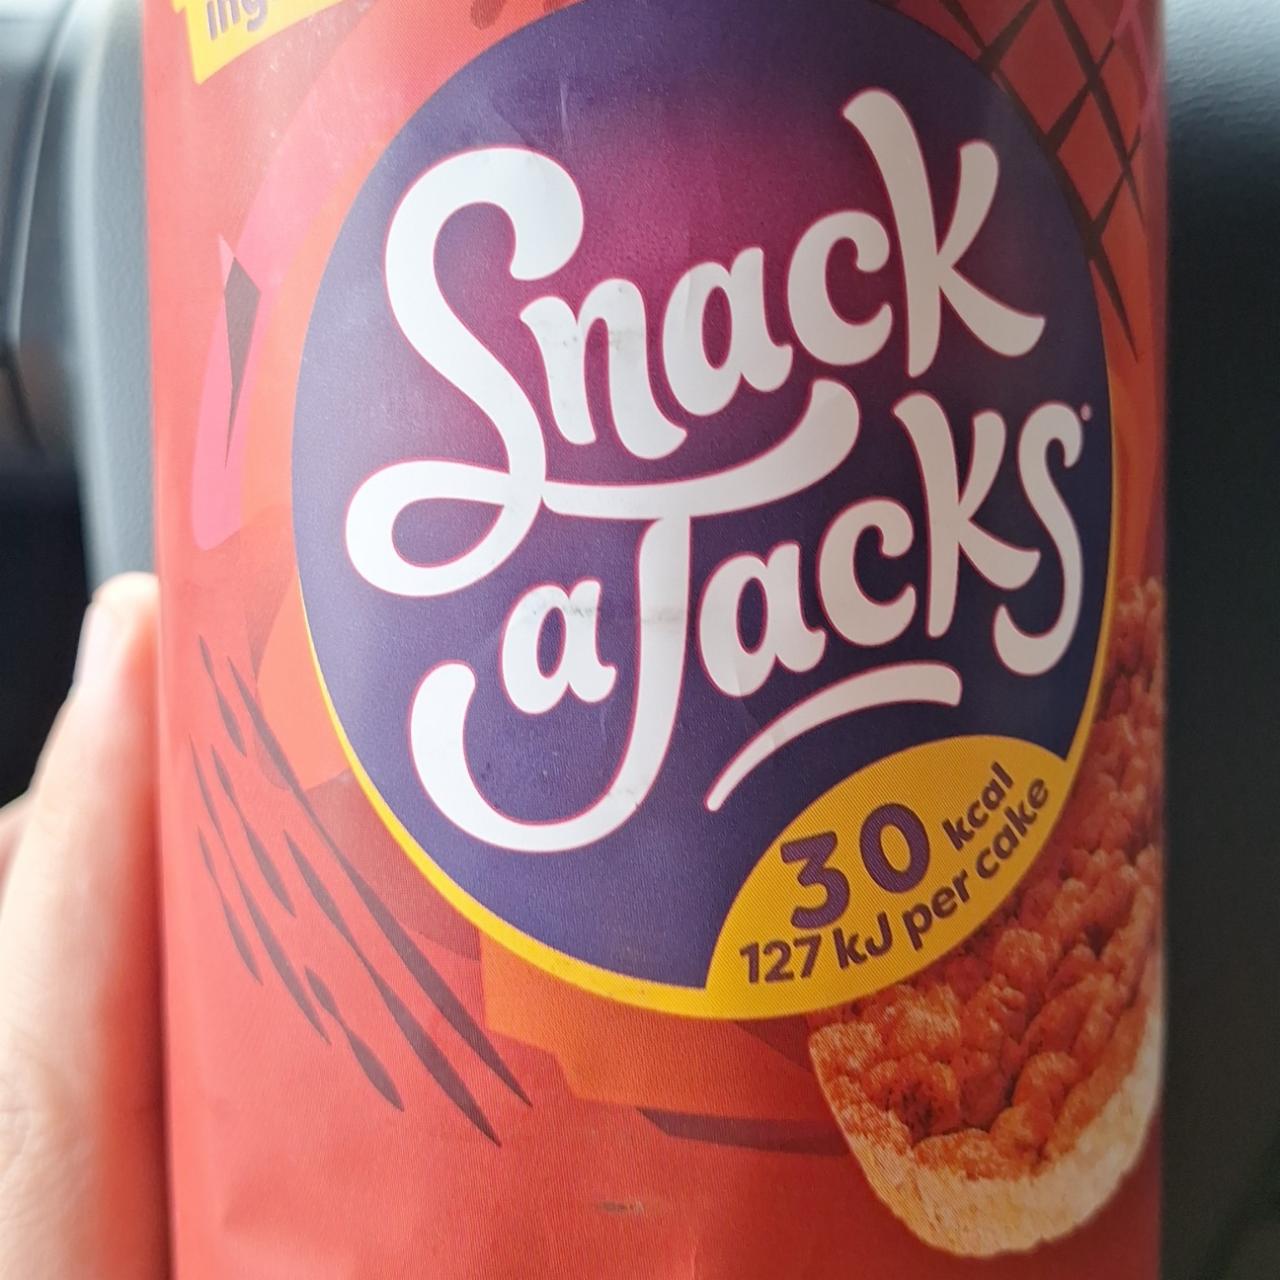 Snack
a Jacks
30 kcal
127 kJ per cake